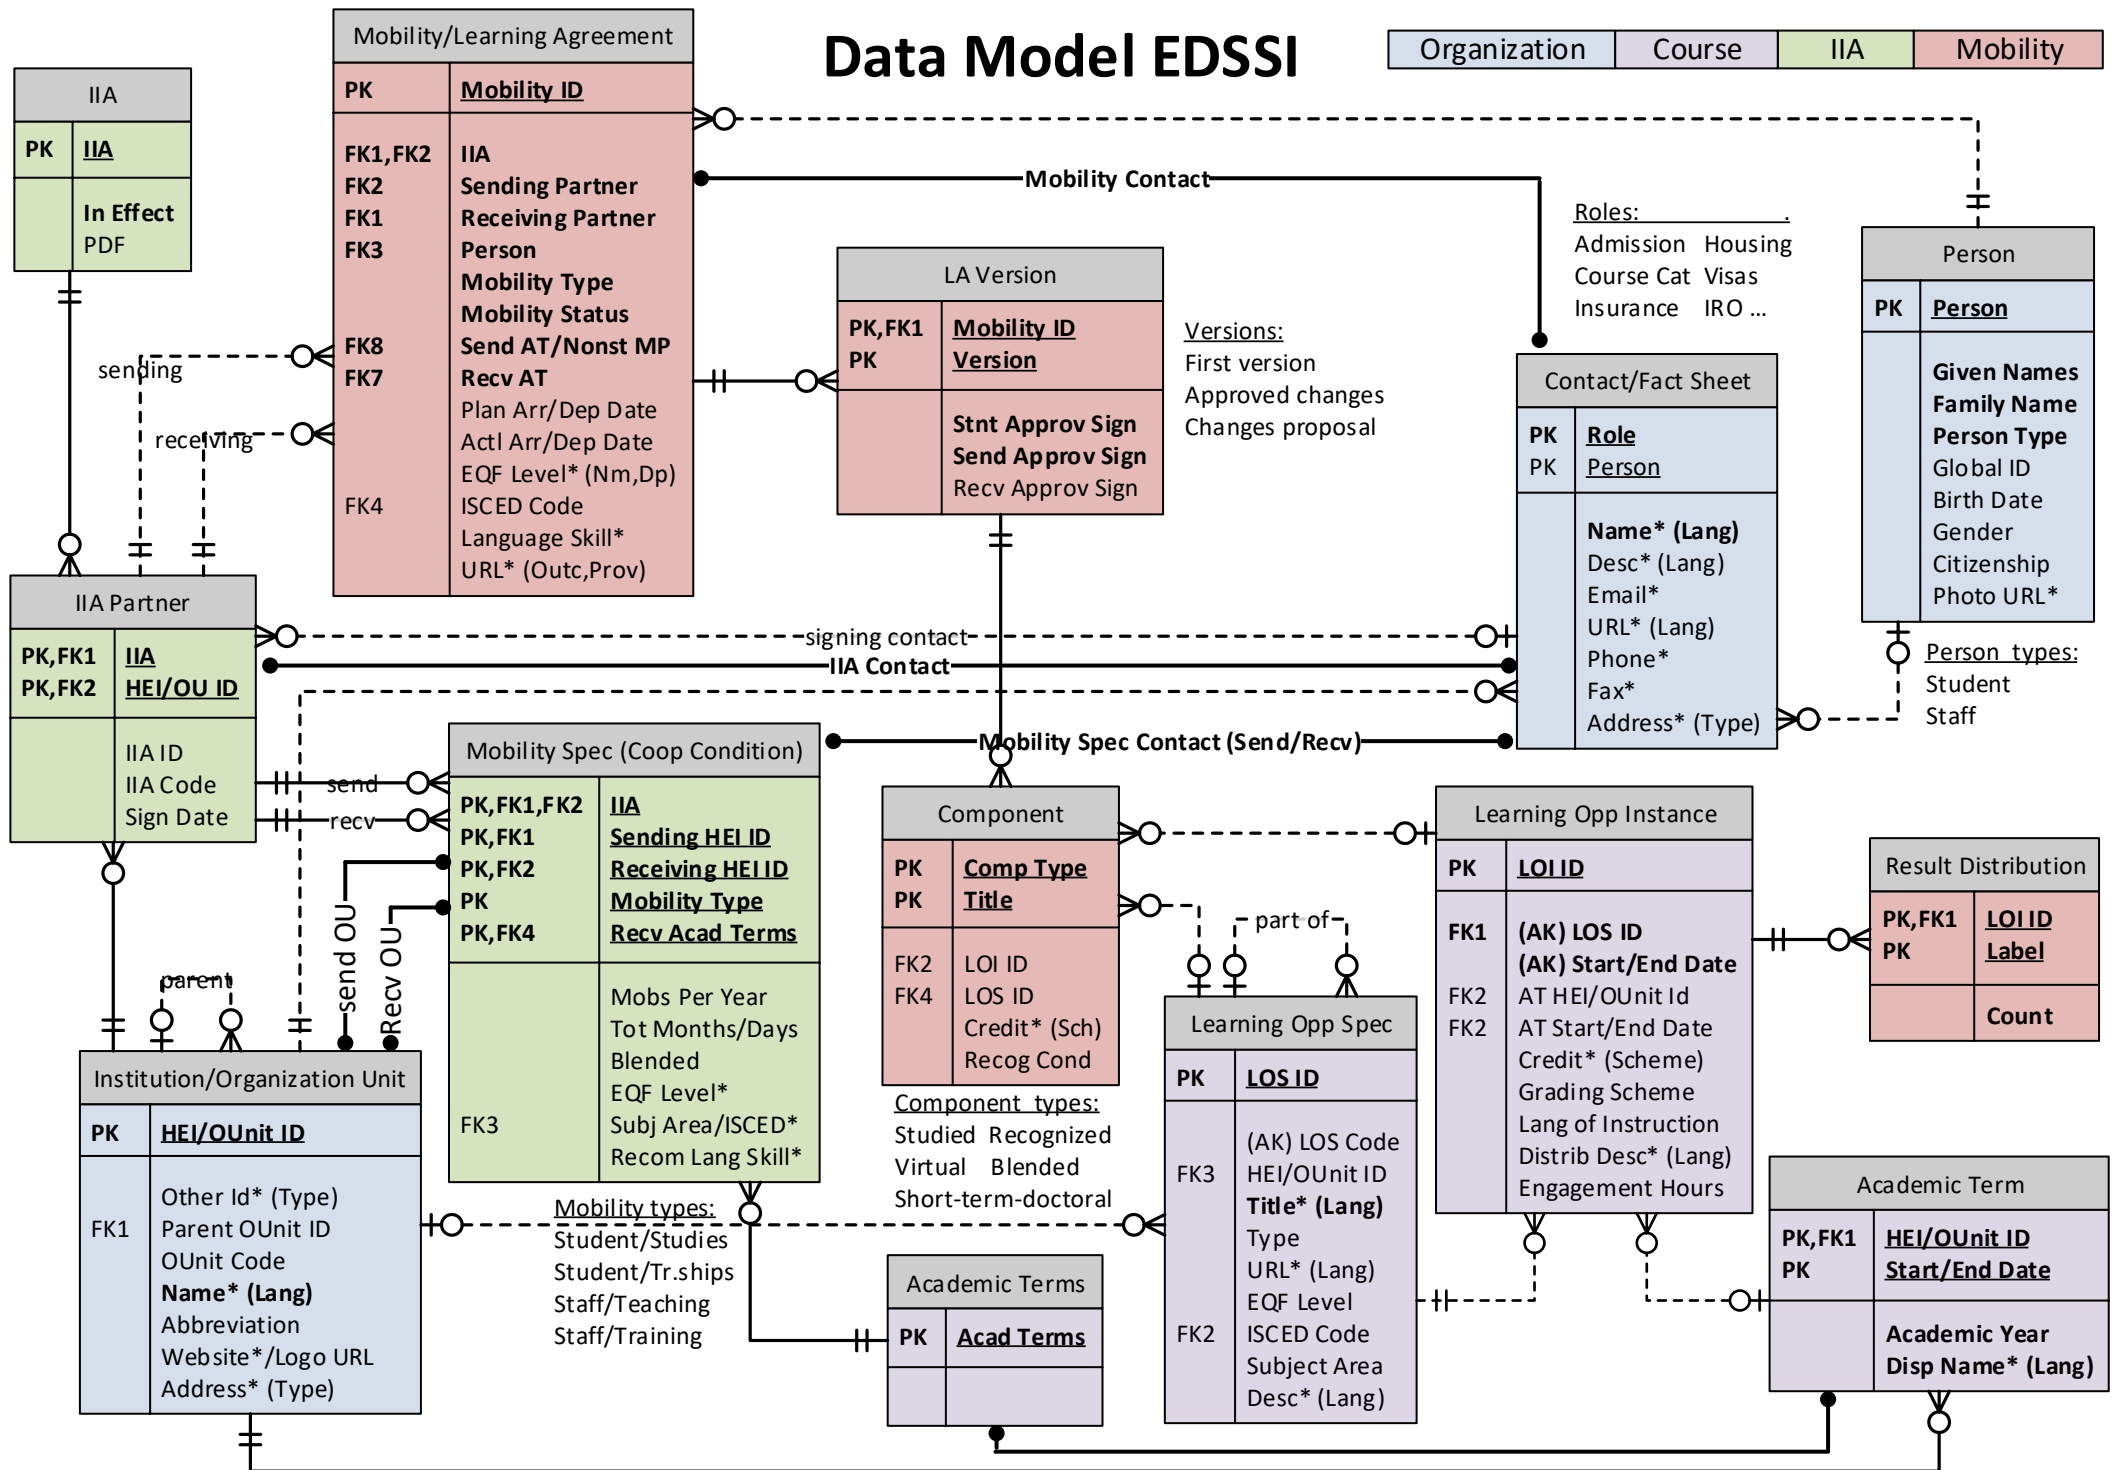 Data Model EDSSI
Organization Course IIA Mobility
IIA
PK IIA
In Effect
PDF
Mobility/Learning Agreement
PK Mobility ID
FK1,FK2 IIA
FK2 Sending Partner
FK1 Receiving Partner
FK3 Person
Mobility Type
Mobility Status
FK8 Send AT/Nonst MP
FK7 Recv AT
Plan Arr/Dep Date
Actl Arr/Dep Date
EQF Level* (Nm,Dp)
FK4 ISCED Code
Language Skill*
URL* (Outc,Prov)
sending
receiving
Mobility Contact
LA Version
PK,FK1 Mobility ID
PK Version
Stnt Approv Sign
Send Approv Sign
Recv Approv Sign
Versions:
First version
Approved changes
Changes proposal
Roles: .
Admission Housing
Course Cat Visas
Insurance IRO ...
Contact/Fact Sheet
PK Role
PK Person
Name* (Lang)
Desc* (Lang)
Email*
URL* (Lang)
Phone*
Fax*
Address* (Type)
Person
PK Person
Given Names
Family Name
Person Type
Global ID
Birth Date
Gender
Citizenship
Photo URL*
Person types:
Student
Staff
IIA Partner
PK,FK1 IIA
PK,FK2 HEI/OU ID
IIA ID
IIA Code
Sign Date
signing contact
IIA Contact
Mobility Spec Contact (Send/Recv)
send
recv
Mobility Spec (Coop Condition)
PK,FK1,FK2 IIA
PK,FK1 Sending HEI ID
PK,FK2 Receiving HEI ID
PK Mobility Type
PK,FK4 Recv Acad Terms
Mobs Per Year
Tot Months/Days
Blended
EQF Level*
FK3 Subj Area/ISCED*
Recom Lang Skill*
send OU
Recv OU
parent
Institution/Organization Unit
PK HEI/OUnit ID
Other Id* (Type)
FK1 Parent OUnit ID
OUnit Code
Name* (Lang)
Abbreviation
Website*/Logo URL
Address* (Type)
Mobility types:
Student/Studies
Student/Tr.ships
Staff/Teaching
Staff/Training
Component
PK Comp Type
PK Title
FK2 LOI ID
FK4 LOS ID
Credit* (Sch)
Recog Cond
Component types:
Studied Recognized
Virtual Blended
Short-term-doctoral
Academic Terms
PK Acad Terms
part of
Learning Opp Spec
PK LOS ID
(AK) LOS Code
FK3 HEI/OUnit ID
Title* (Lang)
Type
URL* (Lang)
EQF Level
FK2 ISCED Code
Subject Area
Desc* (Lang)
Learning Opp Instance
PK LOI ID
FK1 (AK) LOS ID
(AK) Start/End Date
FK2 AT HEI/OUnit Id
FK2 AT Start/End Date
Credit* (Scheme)
Grading Scheme
Lang of Instruction
Distrib Desc* (Lang)
Engagement Hours
Result Distribution
PK,FK1 LOI ID
PK Label
Count
Academic Term
PK,FK1 HEI/OUnit ID
PK Start/End Date
Academic Year
Disp Name* (Lang)